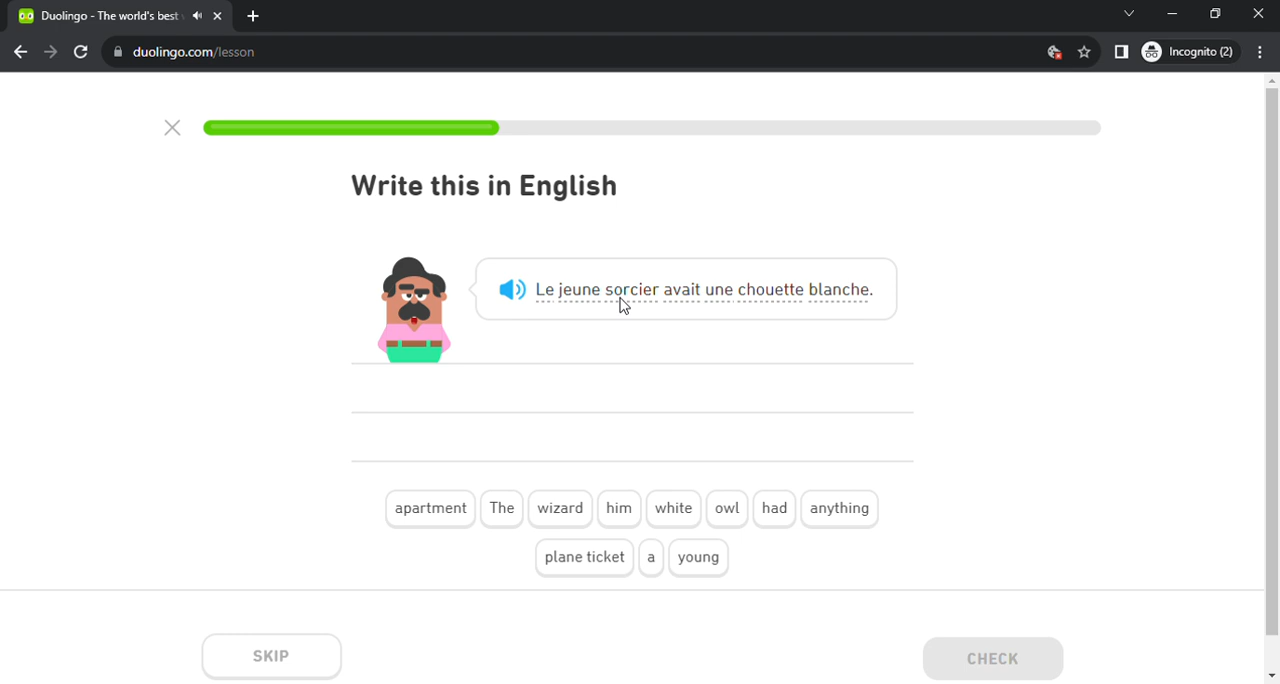 Duolingo - The world's best
duolingo.com/lesson
Incognito (2)
Write this in English
Le jeune sorcier avait une chouette blanche.
apartment The wizard him white owl had anything
plane ticket a young
SKIP
CHECK